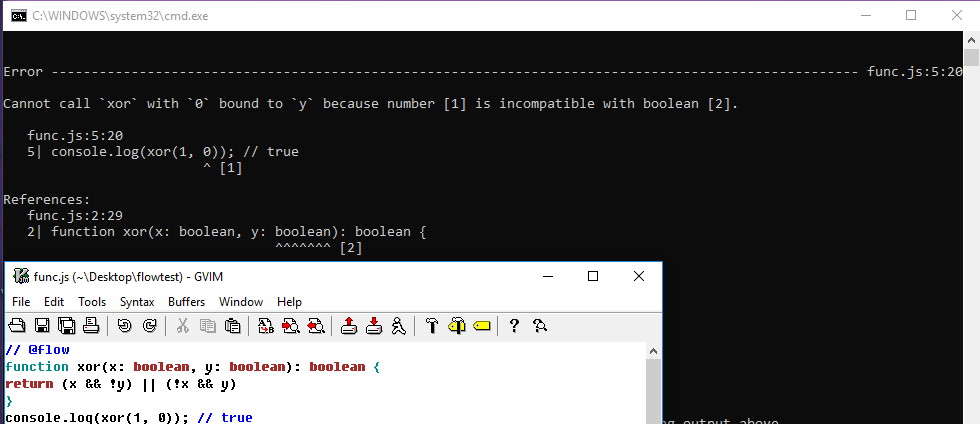 C:\WINDOWS\system32\cmd.exe
Error ----------------------------------------------------------------------------------------------------- func.js:5:20
Cannot call `xor` with `0` bound to `y` because number [1] is incompatible with boolean [2].
func.js:5:20
5| console.log(xor(1, 0)); // true
^ [1]
References:
func.js:2:29
2| function xor(x: boolean, y: boolean): boolean {
^^^^^^^ [2]
func.js (~\Desktop\flowtest) - GVIM
File Edit Tools Syntax Buffers Window Help
// @flow
function xor(x: boolean, y: boolean): boolean {
return (x && !y) || (!x && y)
}
console.log(xor(1, 0)); // true
output above